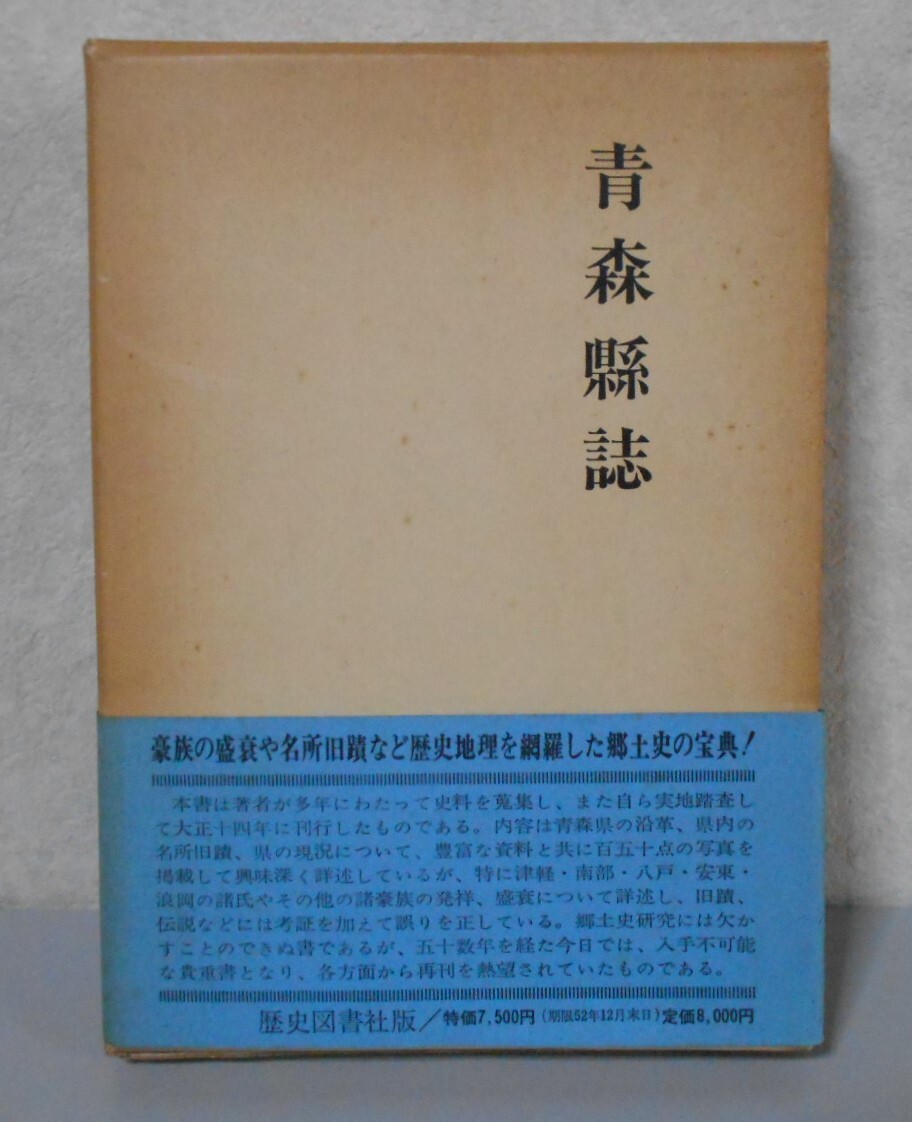 青森縣誌
豪族の盛衰や名所旧蹟など歴史地理を網羅した郷土史の宝典！
本書は著者が多年にわたって史料を蒐集し、また自ら実地踏査し
て大正十四年に刊行したものである。内容は青森県の沿革、県内の
名所旧蹟、県の現況について、豊富な資料と共に百五十点の写真を
掲載して興味深く詳述しているが、特に津軽・南部・八戸・安東・
浪岡の諸氏やその他の諸豪族の発祥、盛衰について詳述し、旧蹟、
伝説などには考証を加えて誤りを正している。郷土史研究には欠か
すことのできぬ書であるが、五十数年を経た今日では、入手不可能
な貴重書となり、各方面から再刊を熱望されていたものである。
歴史図書社版／特価7,500円（期限52年12月末日）定価8,000円